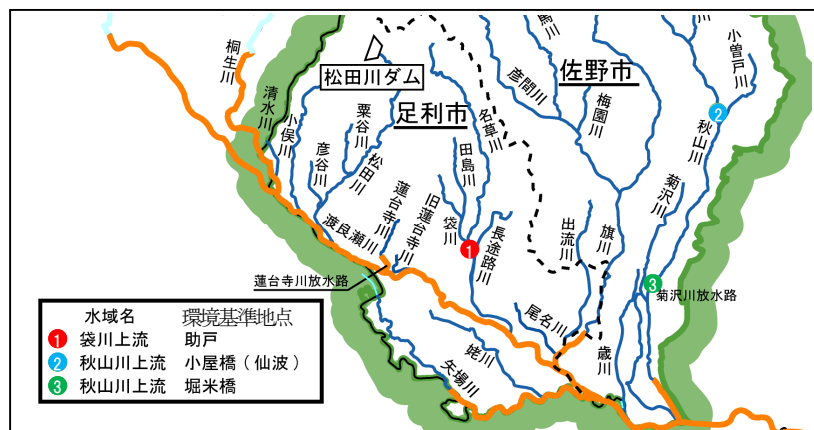 桐生川
清水川
小俣川
松田川ダム
粟谷川
彦谷川
松田川
足利市
名草川
田島川
彦間川
佐野市
梅園川
小曽戸川
2
秋山川
菊沢川
蓮台寺川
旧蓮台寺川
袋川
1
長途路川
渡良瀬川
出流川
旗川
3
菊沢川放水路
蓮台寺川放水路
尾名川
歳川
姥川
矢場川
水域名 環境基準地点
1 袋川上流 助戸
2 秋山川上流 小屋橋(仙波)
3 秋山川上流 堀米橋